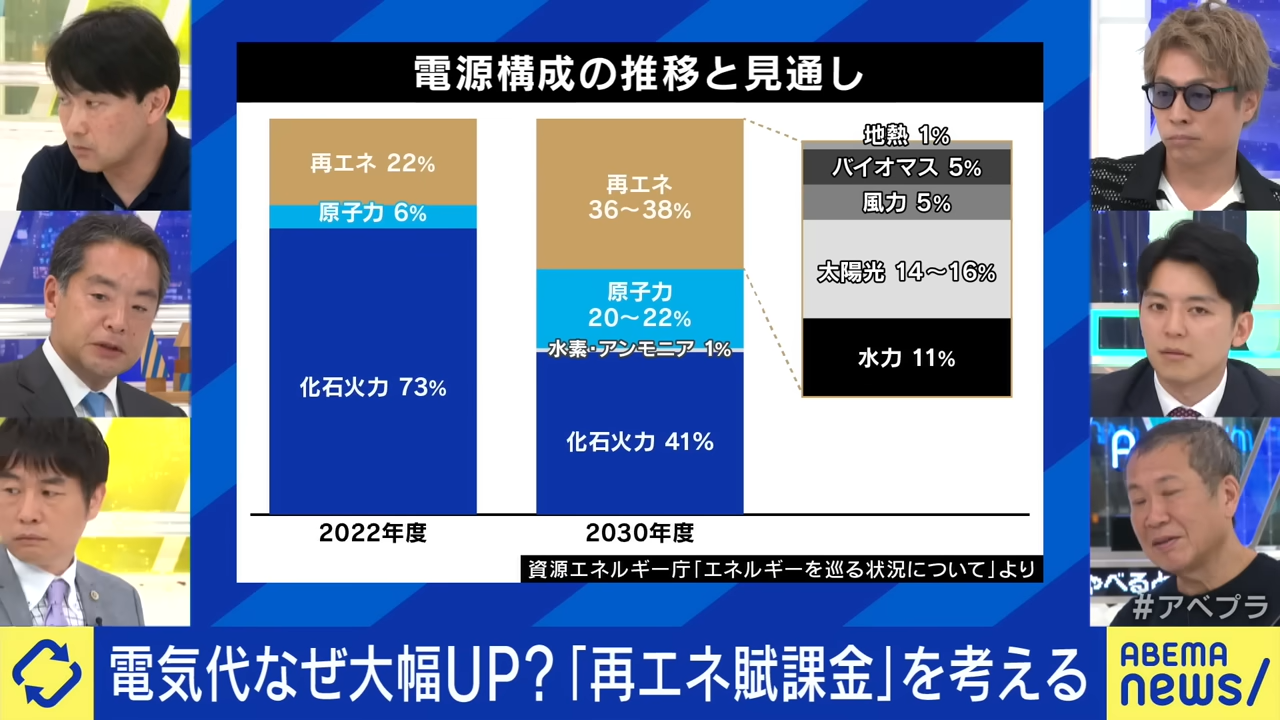 電源構成の推移と見通し
再エネ 22%
原子力 6%
化石火力 73%
2022年度
再エネ
36〜38%
原子力
20〜22%
水素・アンモニア 1%
化石火力 41%
2030年度
地熱 1%
バイオマス 5%
風力 5%
太陽光 14〜16%
水力 11%
資源エネルギー庁「エネルギーを巡る状況について」より
ゃべると
#アベプラ
電気代なぜ大幅UP?「再エネ賦課金」を考える
ABEMA
news/